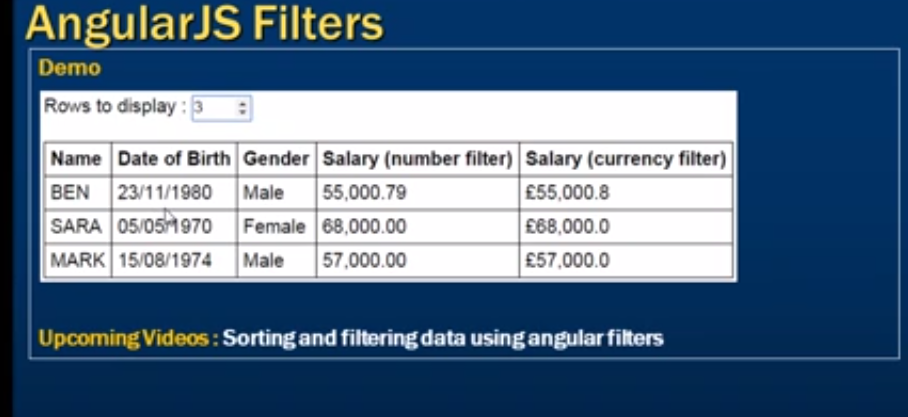 AngularJS Filters
Demo
Rows to display : 3
Name Date of Birth Gender Salary (number filter) Salary (currency filter)
BEN 23/11/1980 Male 55,000.79 £55,000.8
SARA 05/05/1970 Female 68,000.00 £68,000.0
MARK 15/08/1974 Male 57,000.00 £57,000.0
Upcoming Videos : Sorting and filtering data using angular filters